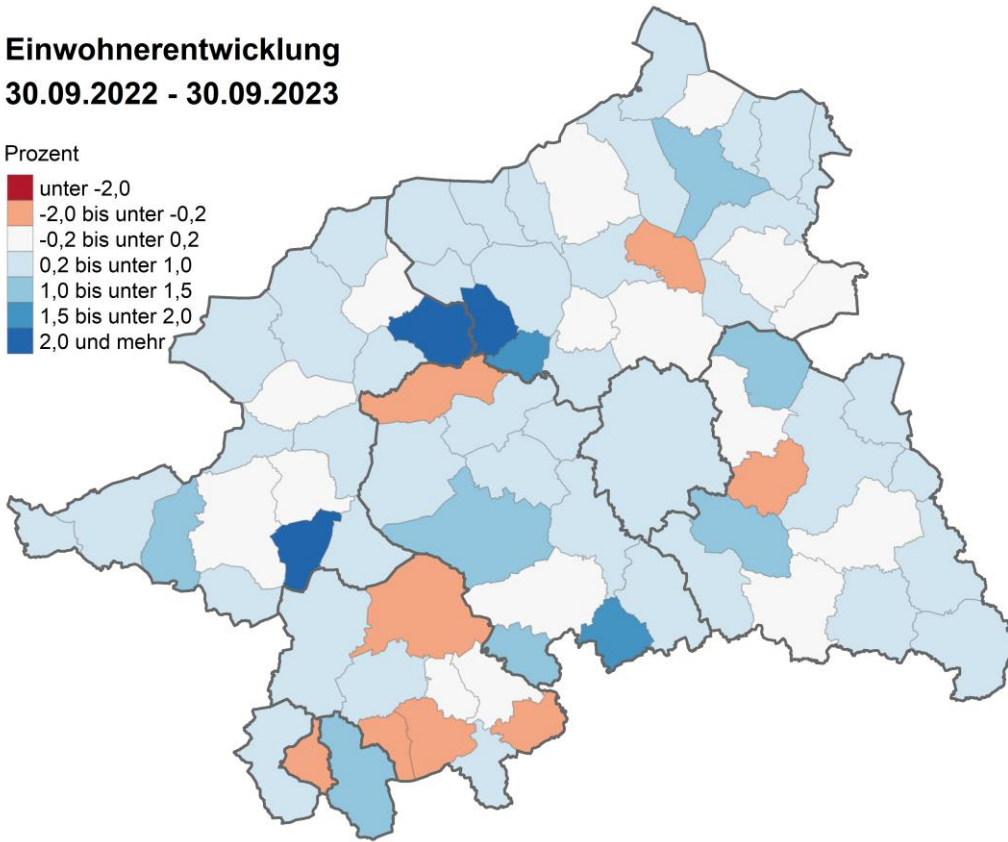 Einwohnerentwicklung
30.09.2022 - 30.09.2023
Prozent
unter -2,0
-2,0 bis unter -0,2
-0,2 bis unter 0,2
0,2 bis unter 1,0
1,0 bis unter 1,5
1,5 bis unter 2,0
2,0 und mehr